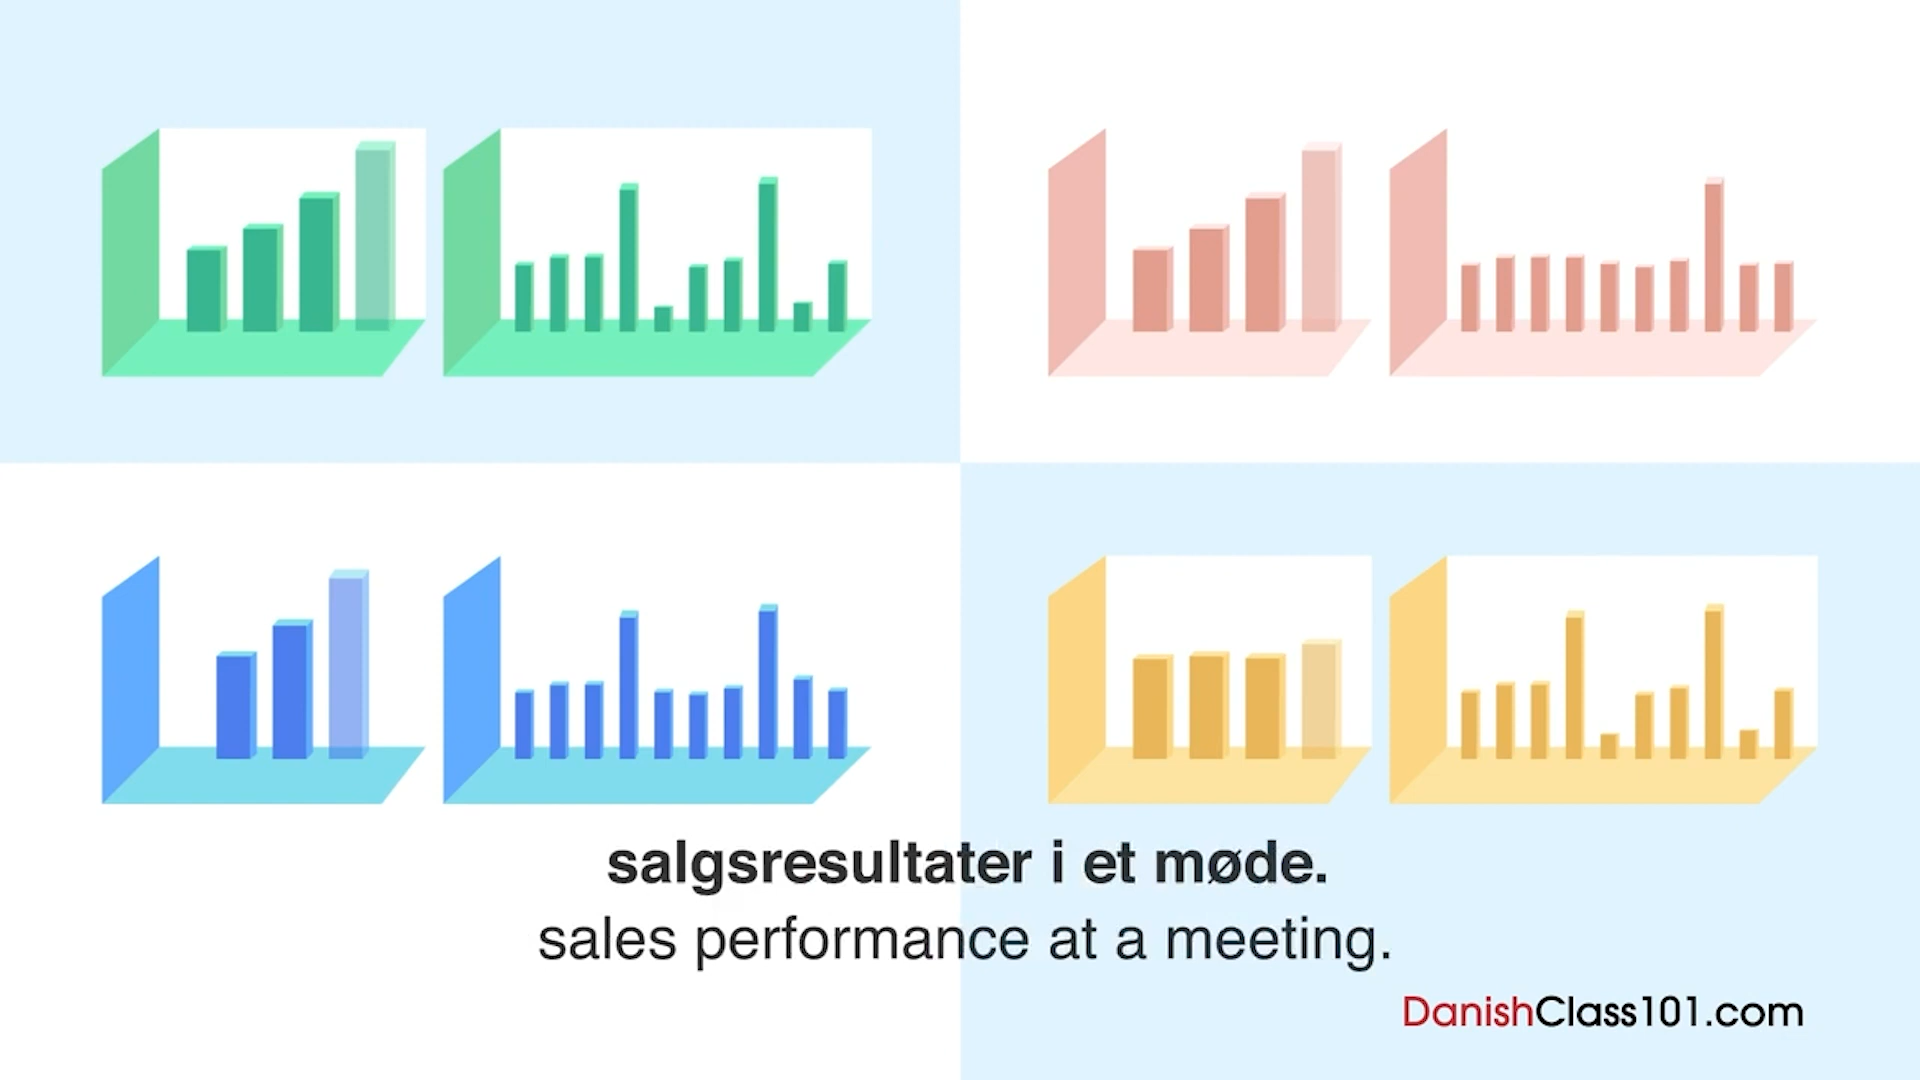 salgsresultater i et møde.
sales performance at a meeting.
DanishClass101.com